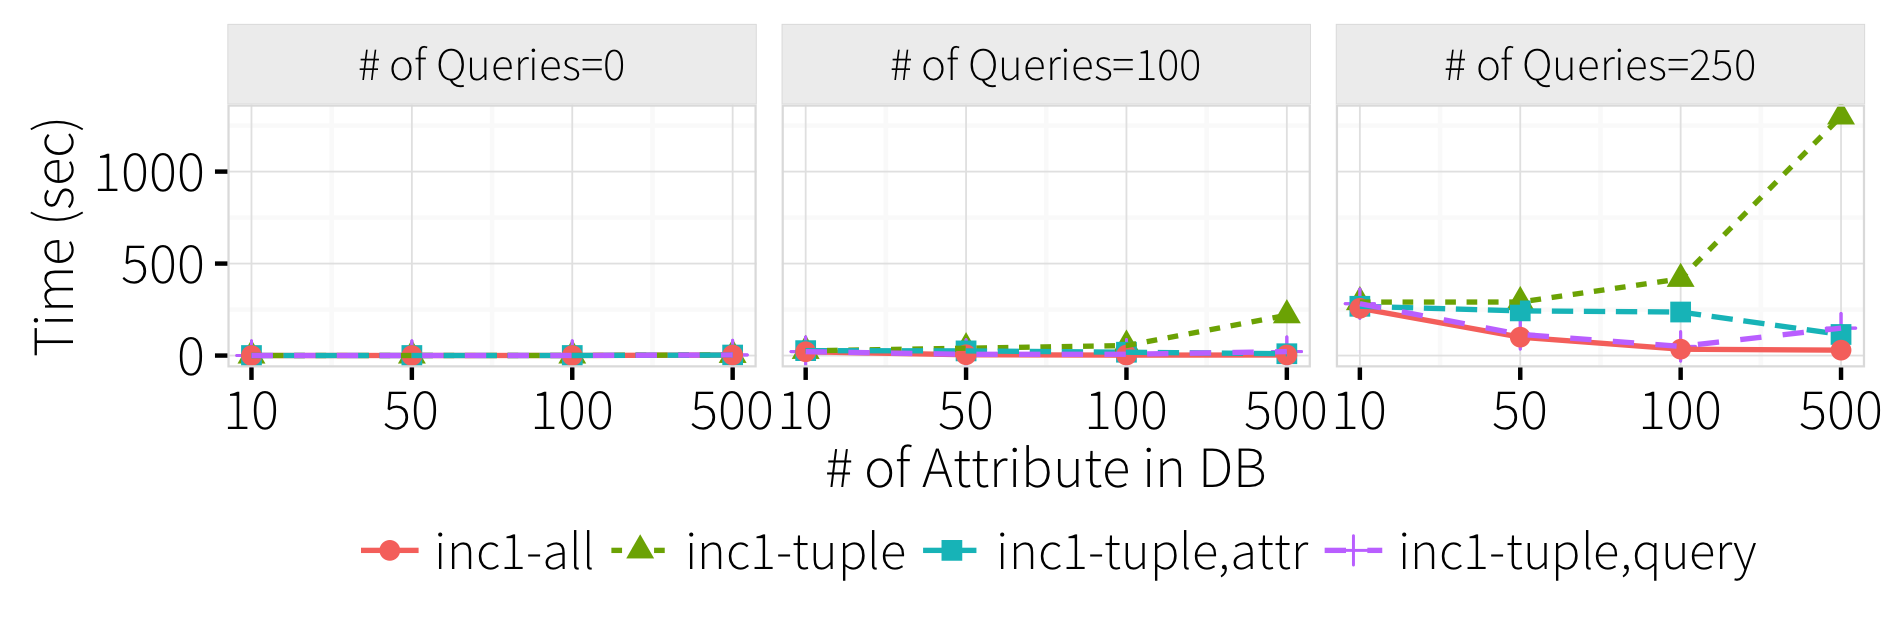 # of Queries=0
# of Queries=100
# of Queries=250
Time (sec)
1000
500
0
10 50 100 500 10 50 100 500 10 50 100 500
# of Attribute in DB
inc1-all inc1-tuple inc1-tuple,attr inc1-tuple,query